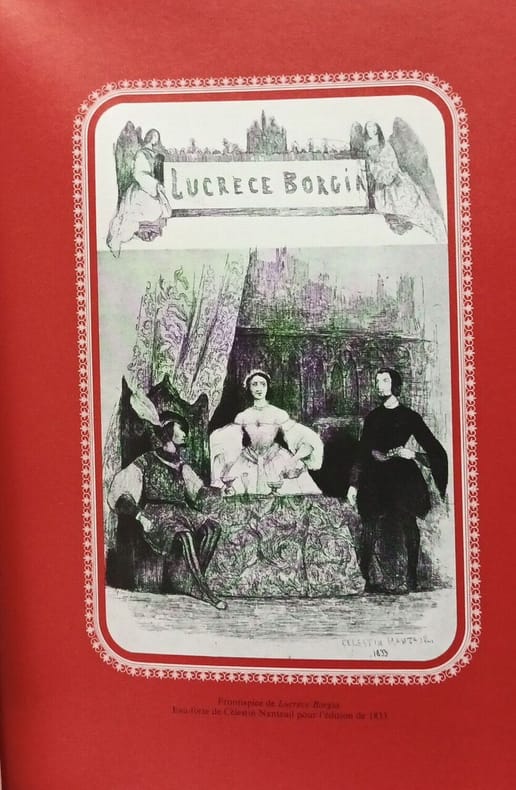 LUCRECE BORGIA
CELESTIN NANTEUIL
1833
Frontispice de Lucrèce Borgia
Eau-forte de Célestin Nanteuil pour l'édition de 1833